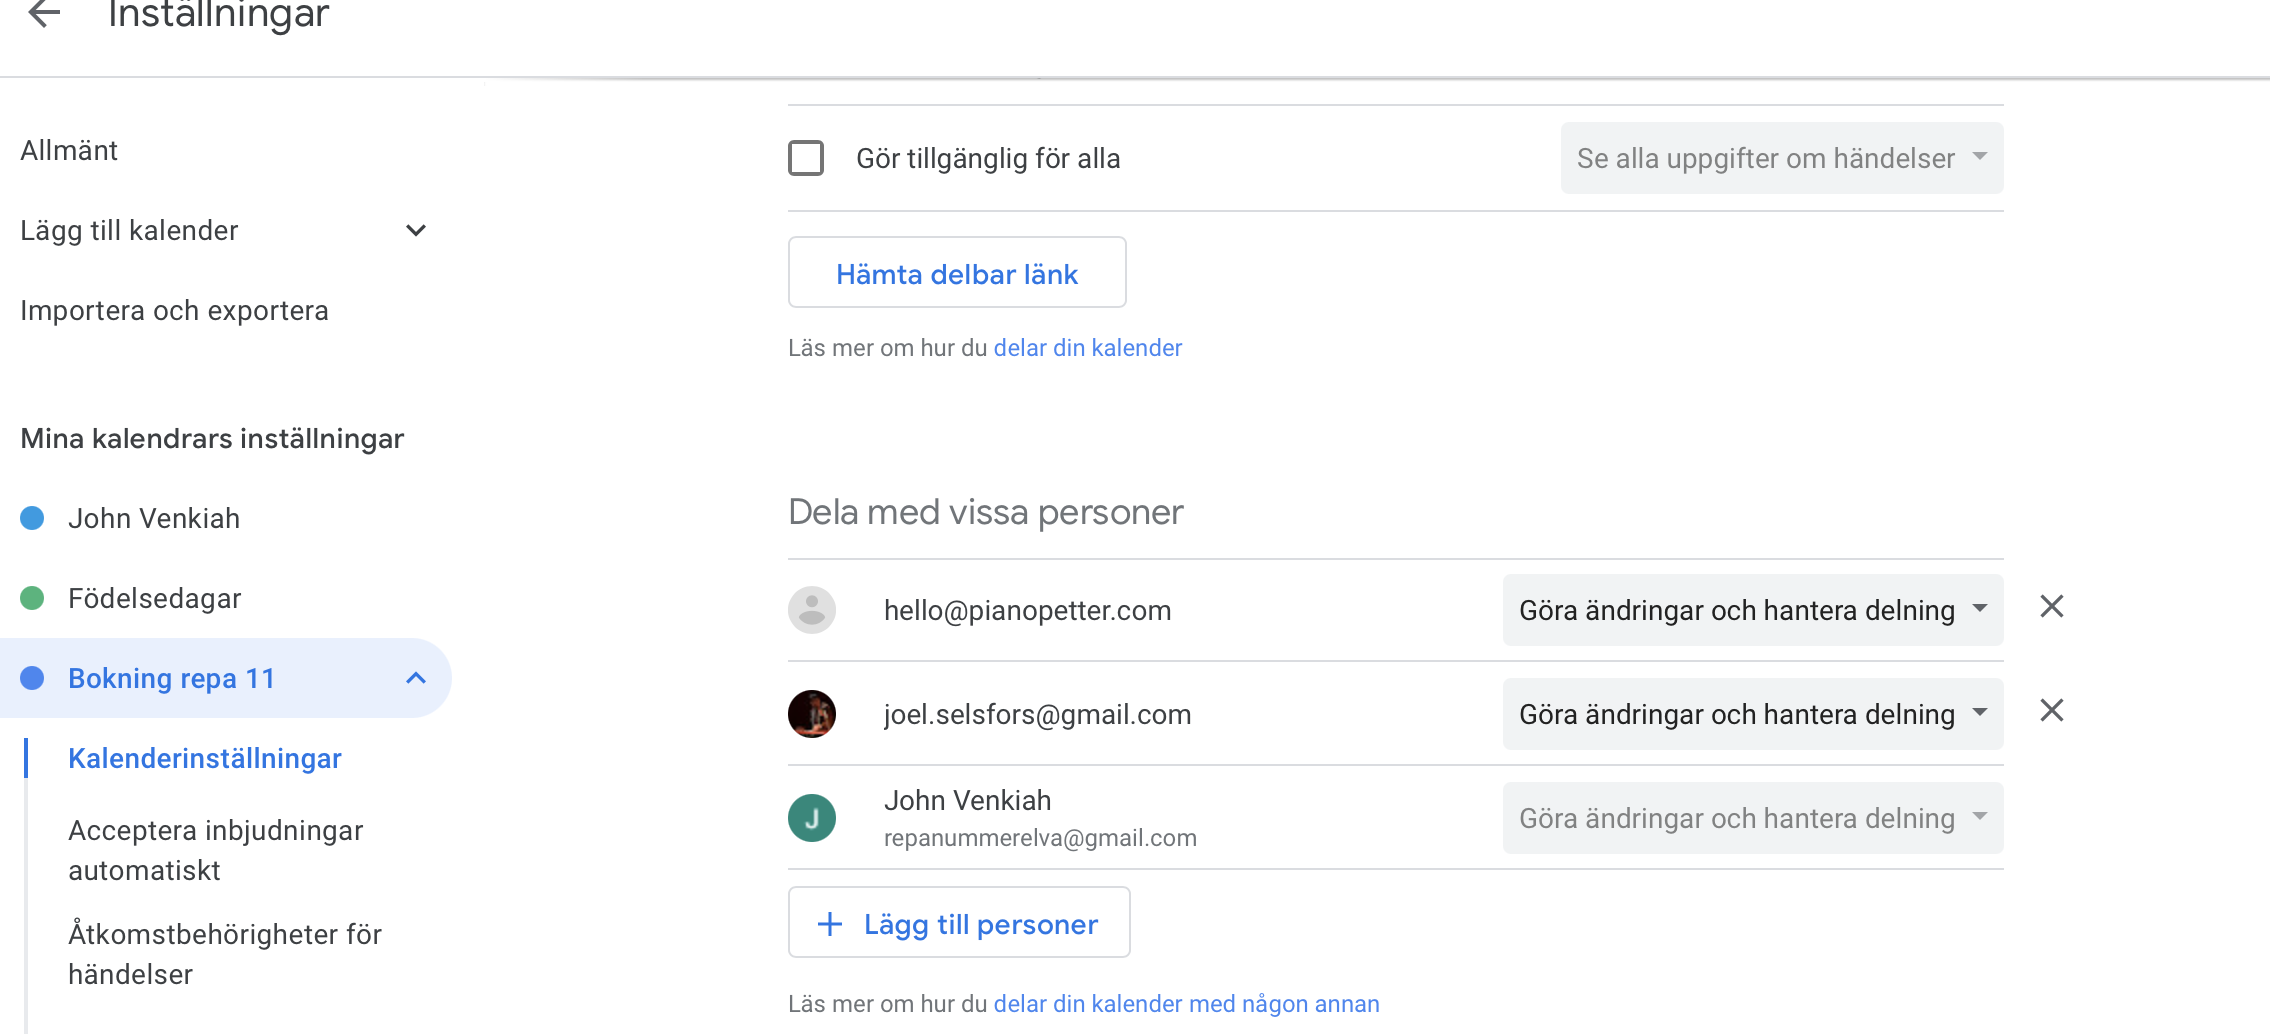 Inställningar
Allmänt
Lägg till kalender
Importera och exportera
Mina kalendrars inställningar
John Venkiah
Födelsedagar
Bokning repa 11
Kalenderinställningar
Acceptera inbjudningar
automatiskt
Åtkomstbehörigheter för
händelser
Gör tillgänglig för alla
Se alla uppgifter om händelser
Hämta delbar länk
Läs mer om hur du delar din kalender
Dela med vissa personer
hello@pianopetter.com
Göra ändringar och hantera delning
joel.selsfors@gmail.com
Göra ändringar och hantera delning
J
John Venkiah
repanummerelva@gmail.com
Göra ändringar och hantera delning
Lägg till personer
Läs mer om hur du delar din kalender med någon annan